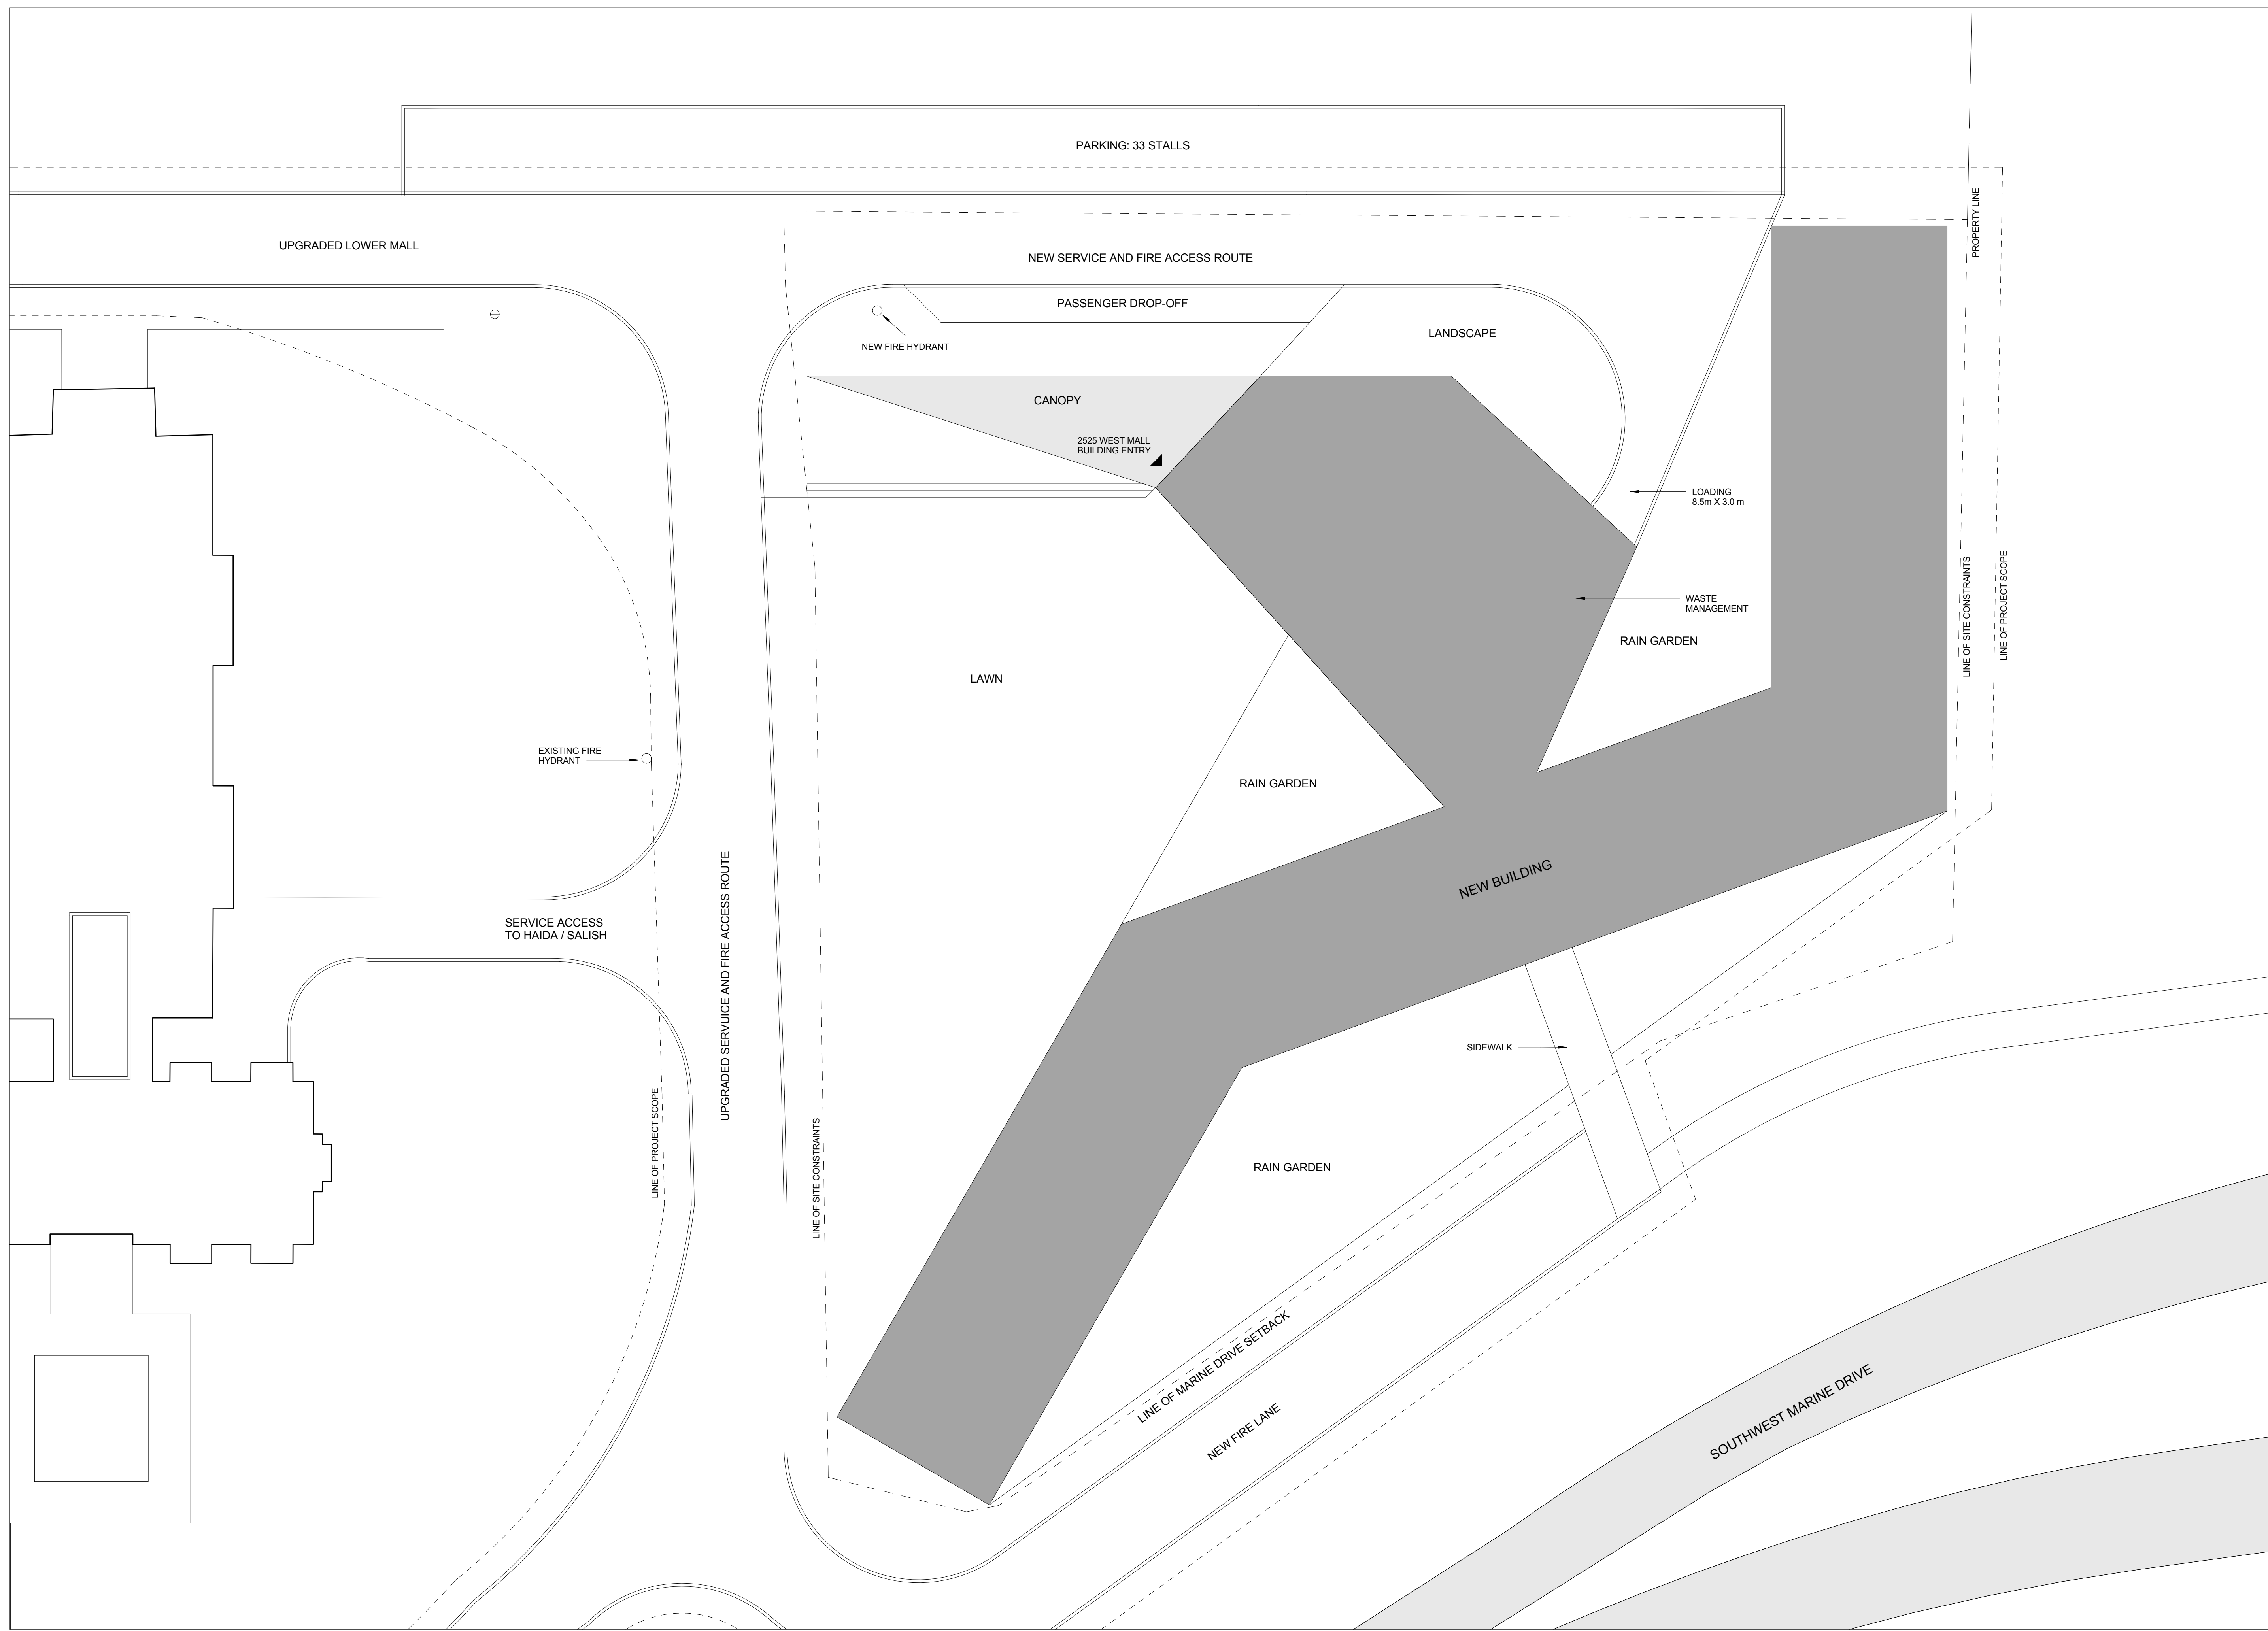 PARKING: 33 STALLS
PROPERTY LINE
UPGRADED LOWER MALL
NEW SERVICE AND FIRE ACCESS ROUTE
PASSENGER DROP-OFF
NEW FIRE HYDRANT
LANDSCAPE
CANOPY
2525 WEST MALL
BUILDING ENTRY
LOADING
8.5m X 3.0 m
WASTE
MANAGEMENT
RAIN GARDEN
LINE OF SITE CONSTRAINTS
LINE OF PROJECT SCOPE
LAWN
EXISTING FIRE
HYDRANT
RAIN GARDEN
NEW BUILDING
SERVICE ACCESS
TO HAIDA / SALISH
UPGRADED SERVUICE AND FIRE ACCESS ROUTE
SIDEWALK
LINE OF PROJECT SCOPE
LINE OF SITE CONSTRAINTS
RAIN GARDEN
LINE OF MARINE DRIVE SETBACK
NEW FIRE LANE
SOUTHWEST MARINE DRIVE